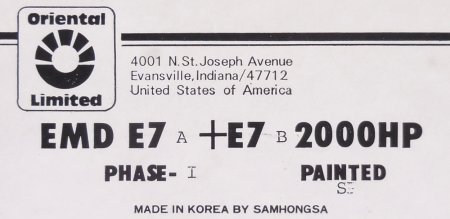 Oriental
Limited
4001 N.St.Joseph Avenue
Evansville,Indiana/47712
United States of America
EMD E7 A +E7 B 2000HP
PHASE- I PAINTED
MADE IN KOREA BY SAMHONGSA